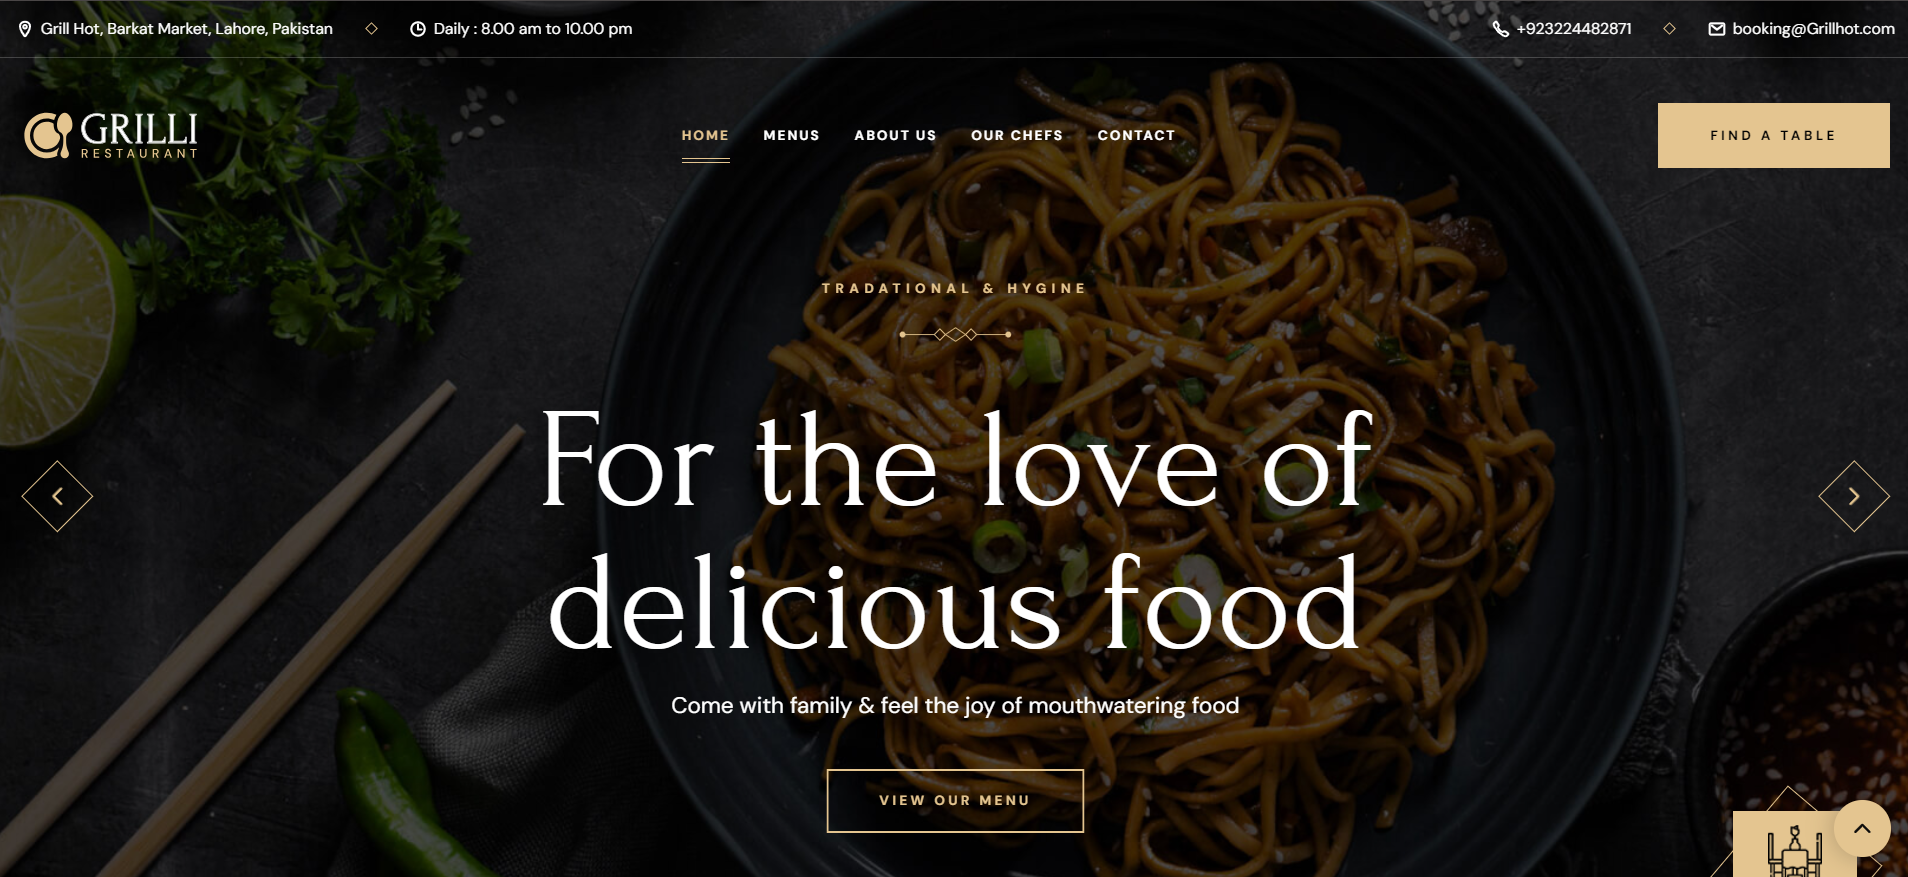 Grill Hot, Barkat Market, Lahore, Pakistan
Daily : 8.00 am to 10.00 pm
+923224482871
booking@Grillhot.com
GRILLI
RESTAURANT
HOME
MENUS
ABOUT US
OUR CHEFS
CONTACT
FIND A TABLE
TRADATIONAL & HYGINE
For the love of
delicious food
Come with family & feel the joy of mouthwatering food
VIEW OUR MENU